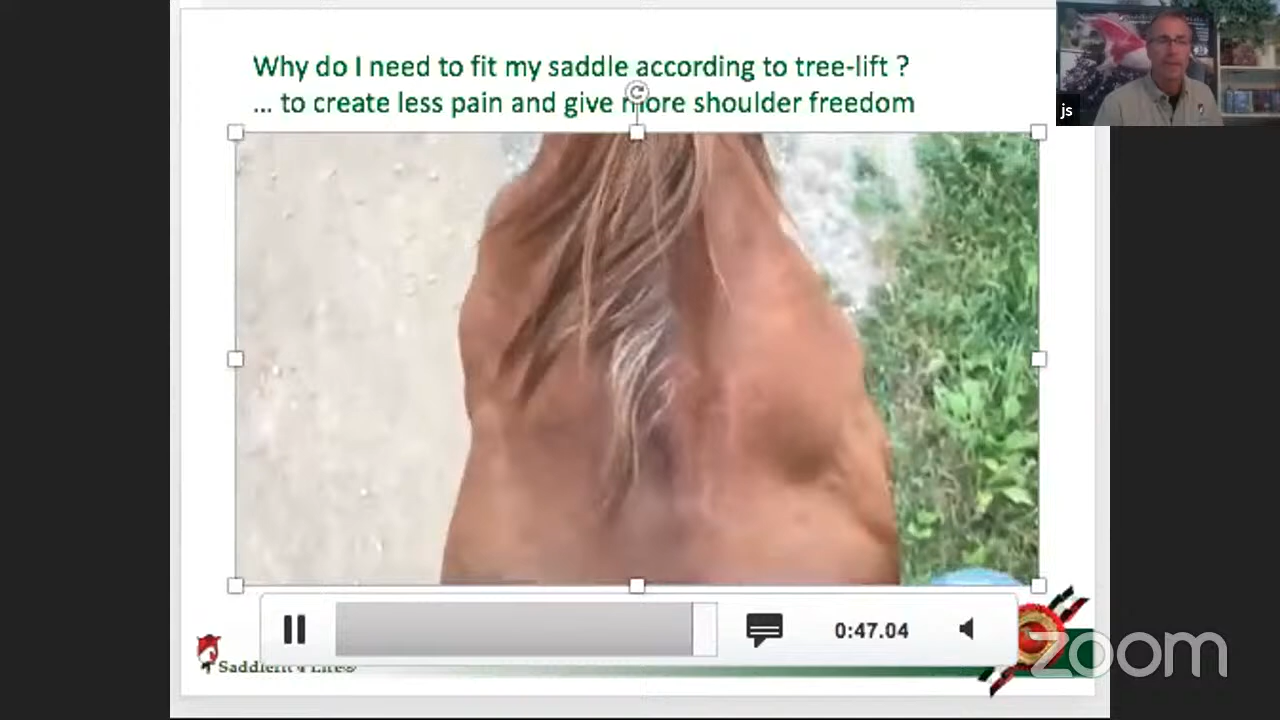 Why do I need to fit my saddle according to tree-lift ?
... to create less pain and give more shoulder freedom
js
0:47.04
Saddlefit 4 Life®
zoom